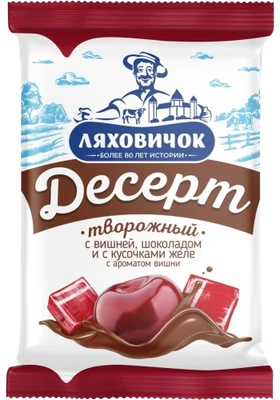 ЛЯХОВИЧОК
БОЛЕЕ 80 ЛЕТ ИСТОРИИ
Десерт
творожный
с вишней, шоколадом
и с кусочками желе
с ароматом вишни